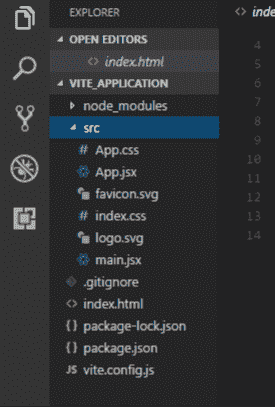 EXPLORER
OPEN EDITORS
<> index.html
VITE_APPLICATION
node_modules
src
# App.css
App.jsx
favicon.svg
# index.css
logo.svg
main.jsx
.gitignore
<> index.html
{} package-lock.json
{} package.json
JS vite.config.js
<> inde
4
5
6
7
8
9
10
11
12
13
14